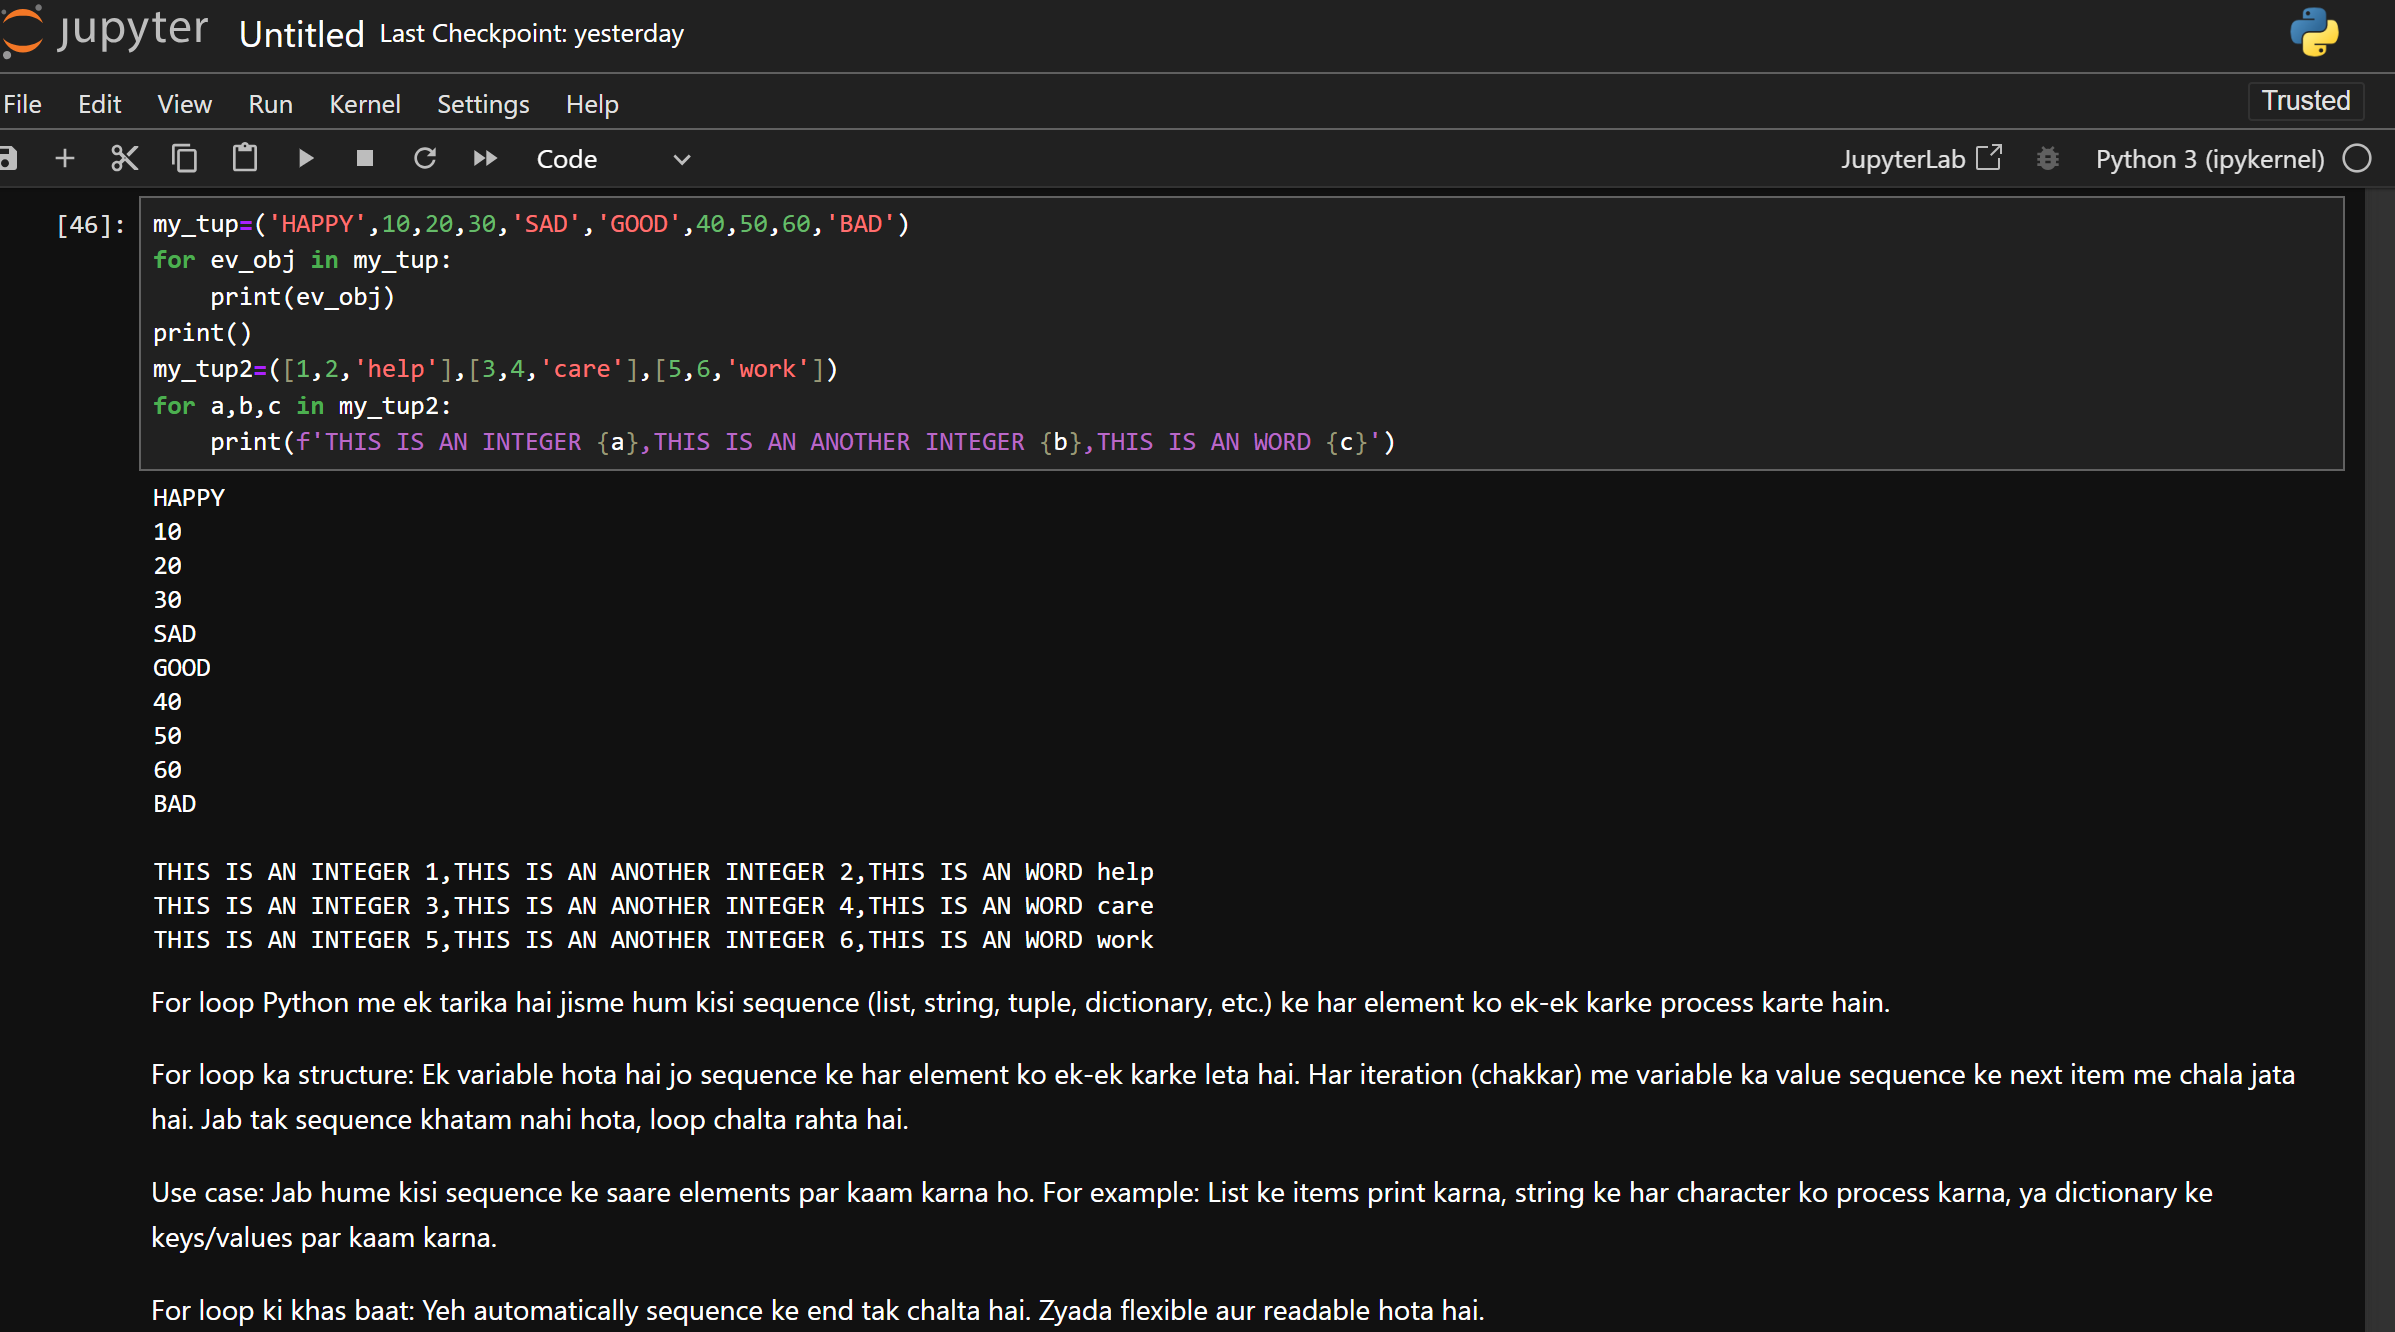 jupyter Untitled Last Checkpoint: yesterday
File Edit View Run Kernel Settings Help Trusted
Code JupyterLab Python 3 (ipykernel)
[46]: my_tup=('HAPPY',10,20,30,'SAD','GOOD',40,50,60,'BAD')
for ev_obj in my_tup:
    print(ev_obj)
print()
my_tup2=([1,2,'help'],[3,4,'care'],[5,6,'work'])
for a,b,c in my_tup2:
    print(f'THIS IS AN INTEGER {a},THIS IS AN ANOTHER INTEGER {b},THIS IS AN WORD {c}')
HAPPY
10
20
30
SAD
GOOD
40
50
60
BAD
THIS IS AN INTEGER 1,THIS IS AN ANOTHER INTEGER 2,THIS IS AN WORD help
THIS IS AN INTEGER 3,THIS IS AN ANOTHER INTEGER 4,THIS IS AN WORD care
THIS IS AN INTEGER 5,THIS IS AN ANOTHER INTEGER 6,THIS IS AN WORD work
For loop Python me ek tarika hai jisme hum kisi sequence (list, string, tuple, dictionary, etc.) ke har element ko ek-ek karke process karte hain.
For loop ka structure: Ek variable hota hai jo sequence ke har element ko ek-ek karke leta hai. Har iteration (chakkar) me variable ka value sequence ke next item me chala jata
hai. Jab tak sequence khatam nahi hota, loop chalta rahta hai.
Use case: Jab hume kisi sequence ke saare elements par kaam karna ho. For example: List ke items print karna, string ke har character ko process karna, ya dictionary ke
keys/values par kaam karna.
For loop ki khas baat: Yeh automatically sequence ke end tak chalta hai. Zyada flexible aur readable hota hai.